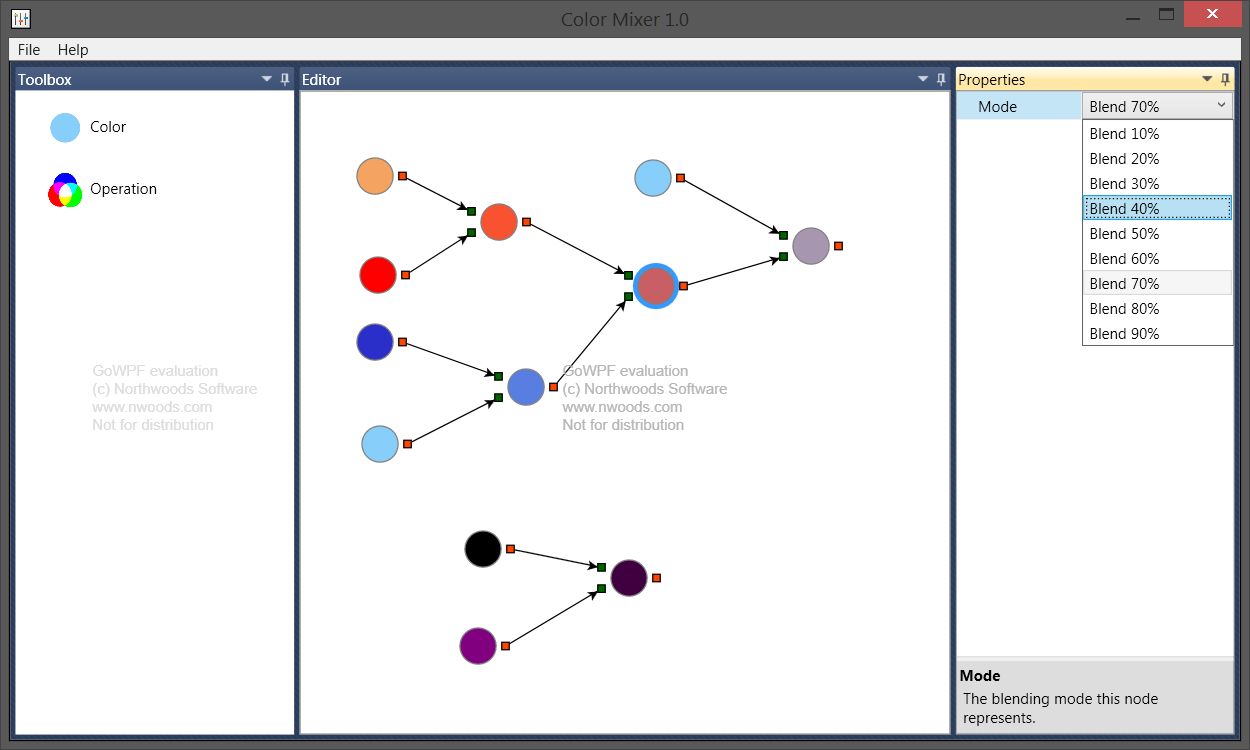 Color Mixer 1.0
File Help
Toolbox
Color
Operation
GoWPF evaluation
(c) Northwoods Software
www.nwoods.com
Not for distribution
Editor
GoWPF evaluation
(c) Northwoods Software
www.nwoods.com
Not for distribution
Properties
Mode Blend 70%
Blend 10%
Blend 20%
Blend 30%
Blend 40%
Blend 50%
Blend 60%
Blend 70%
Blend 80%
Blend 90%
Mode
The blending mode this node
represents.